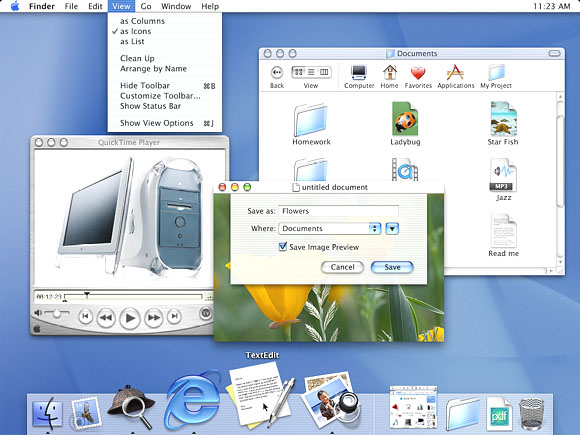 Finder File Edit View Go Window Help 11:23 AM
as Columns
as Icons
as List
Clean Up
Arrange by Name
Hide Toolbar ⌘B
Customize Toolbar...
Show Status Bar
Show View Options ⌘J
Documents
Back View Computer Home Favorites Applications My Project
Homework Ladybug Star Fish
MP3
Jazz
Read me
QuickTime Player
00:12:23
untitled document
Save as: Flowers
Where: Documents
Save Image Preview
Cancel Save
TextEdit
pdf